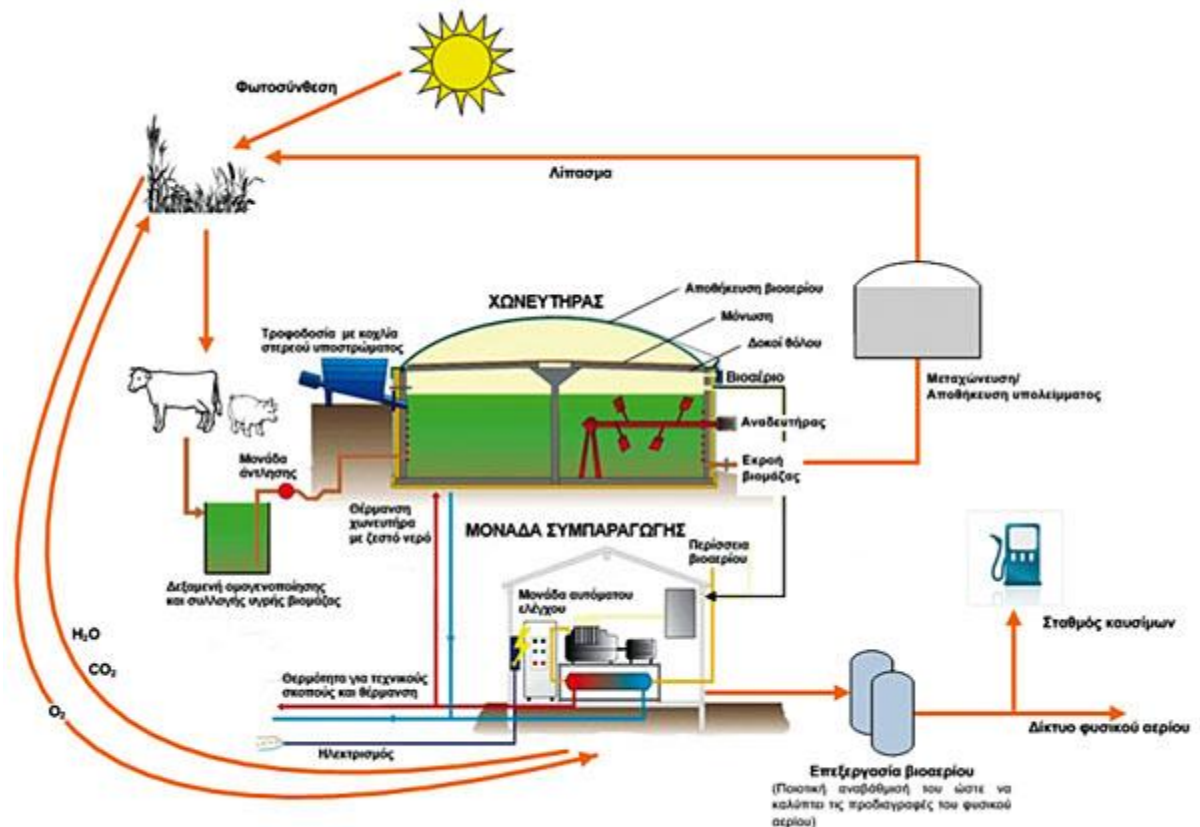 Φωτοσύνθεση
Λίπασμα
ΧΩΝΕΥΤΗΡΑΣ
Αποθήκευση βιοαερίου
Μόνωση
Δοκοί θόλου
Τροφοδοσία με κοχλία
στερεού υποστρώματος
Βιοαέριο
Μεταχώνευση/
Αποθήκευση υπολείμματος
Αναδευτήρας
Μονάδα
άντλησης
Εκροή
βιομάζας
Θέρμανση
χωνευτήρα
με ζεστό νερό
ΜΟΝΑΔΑ ΣΥΜΠΑΡΑΓΩΓΗΣ
Περίσσεια
βιοαερίου
Δεξαμενή ομογενοποίησης
και συλλογής υγρής βιομάζας
Μονάδα αυτόματου
ελέγχου
Σταθμός καυσίμων
H₂O
CO₂
O₂
Θερμότητα για τεχνικούς
σκοπούς και θέρμανση
Ηλεκτρισμός
Δίκτυο φυσικού αερίου
Επεξεργασία βιοαερίου
(Ποιοτική αναβάθμισή του ώστε να
καλύπτει τις προδιαγραφές του φυσικού
αερίου)